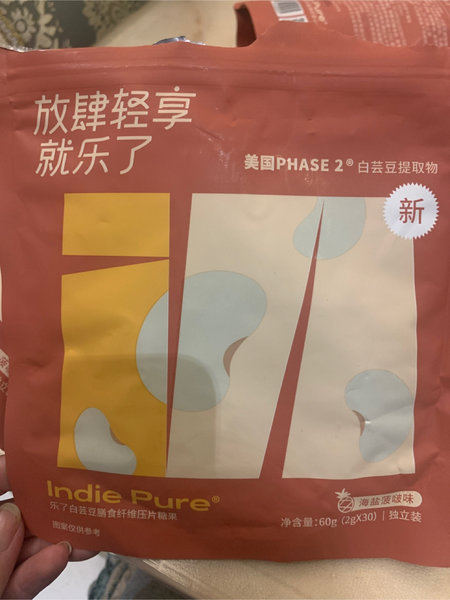 放肆轻享
就乐了
美国PHASE 2® 白芸豆提取物
新
Indie Pure®
乐了白芸豆膳食纤维压片糖果
图案仅供参考
海盐菠萝味
净含量:60g (2gX30) | 独立装